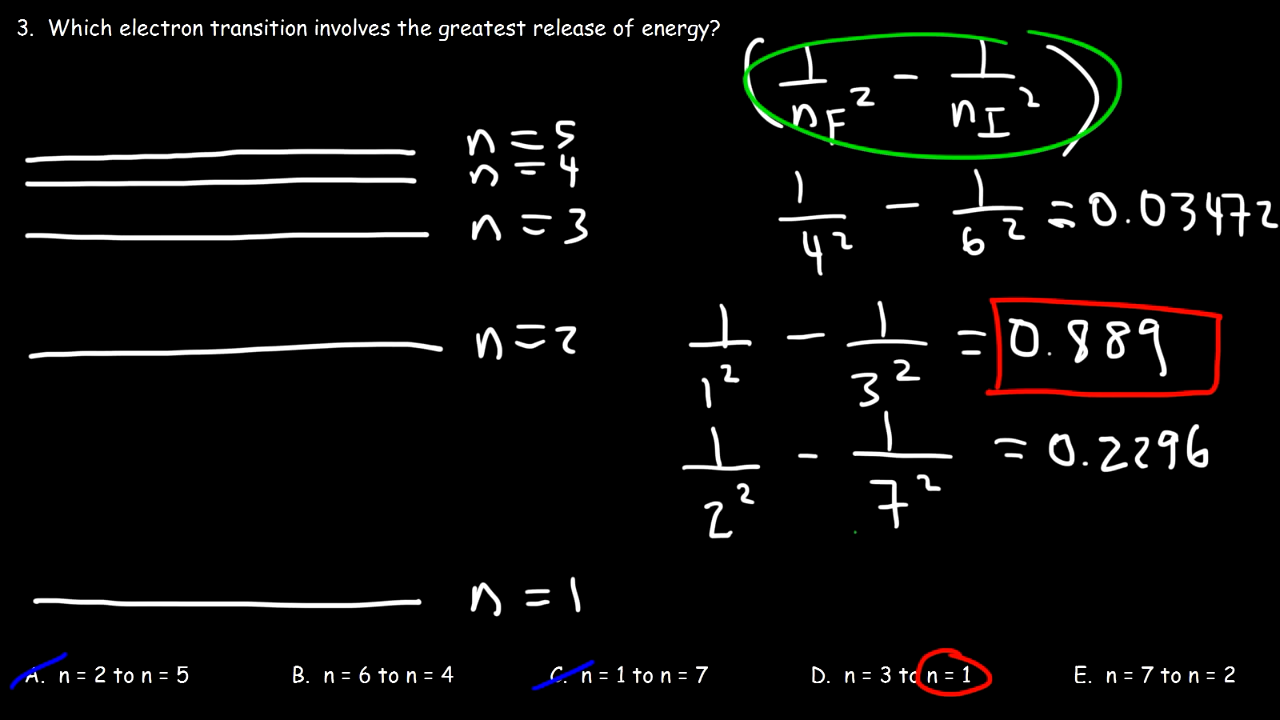 3. Which electron transition involves the greatest release of energy?
(1/n_F² − 1/n_I²)
n = 5
n = 4
n = 3
n = 2
n = 1
1/4² − 1/6² = 0.03472
1/1² − 1/3² = 0.889
1/2² − 1/7² = 0.2296
A. n = 2 to n = 5 B. n = 6 to n = 4 C. n = 1 to n = 7 D. n = 3 to n = 1 E. n = 7 to n = 2